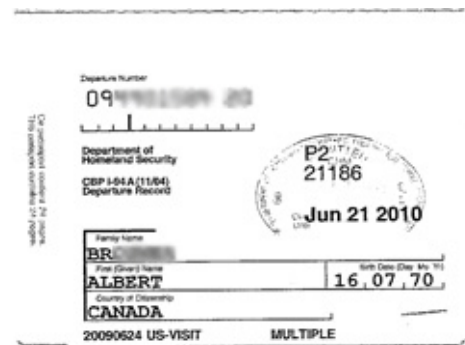 Departure Number
09
Department of
Homeland Security
CBP I-94A (11/04)
Departure Record
P2
21186
Jun 21 2010
Family Name
BR
First (Given) Name
Birth Date (Day Mo Yr)
ALBERT
16,07,70
Country of Citizenship
CANADA
20090624 US-VISIT MULTIPLE